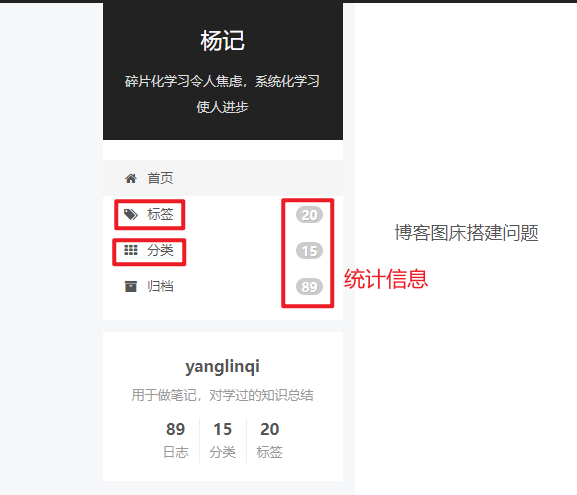 杨记
碎片化学习令人焦虑，系统化学习
使人进步
首页
标签 20
分类 15
归档 89
统计信息
博客图床搭建问题
yanglinqi
用于做笔记，对学过的知识总结
89 15 20
日志 分类 标签